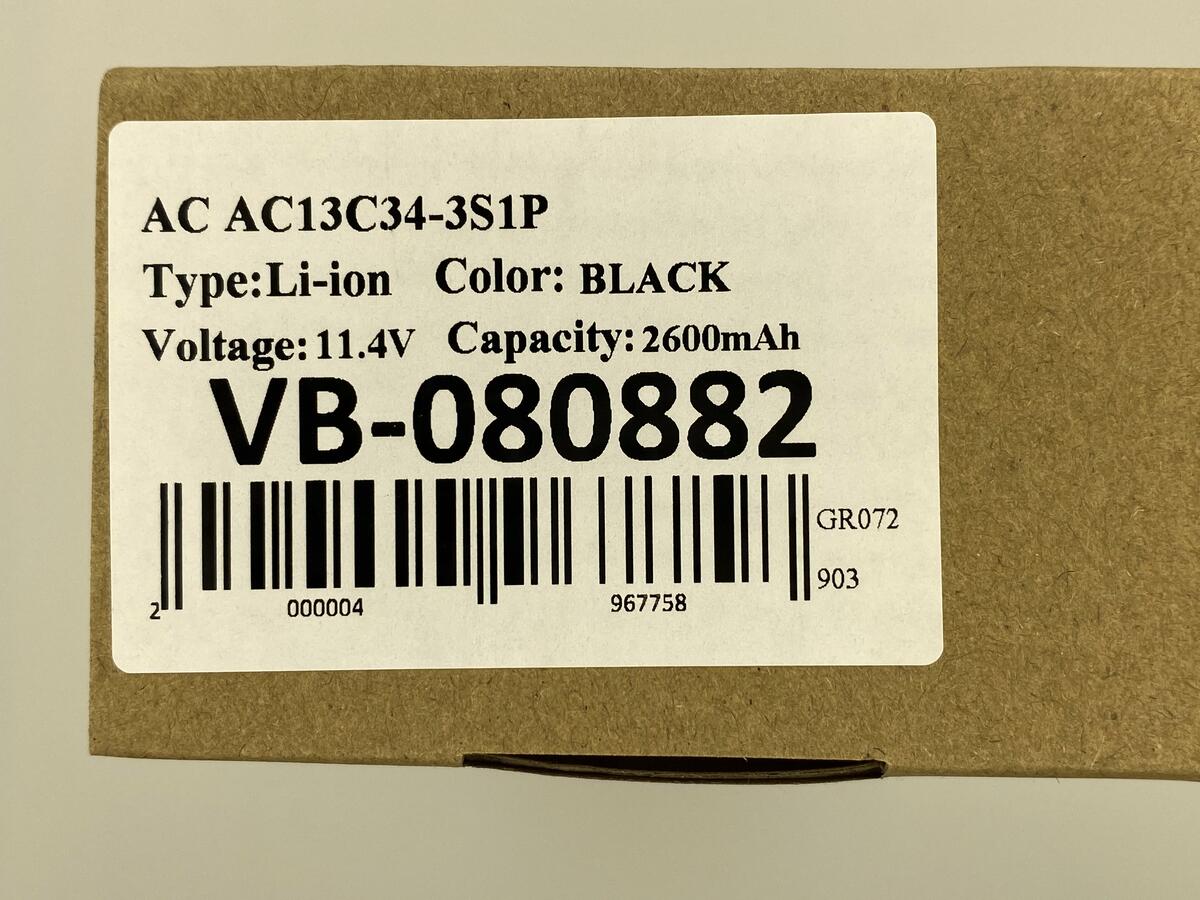 AC AC13C34-3S1P
Type:Li-ion Color: BLACK
Voltage: 11.4V Capacity: 2600mAh
VB-080882
GR072
903
2 000004 967758